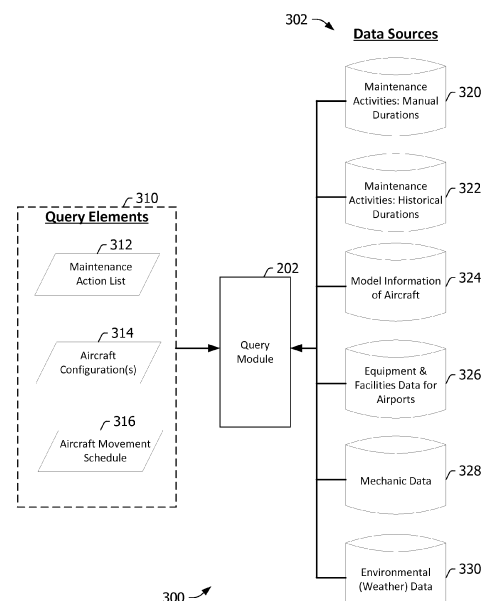 302
Data Sources
Maintenance
Activities: Manual
Durations
320
310
Query Elements
312
Maintenance
Action List
314
Aircraft
Configuration(s)
316
Aircraft Movement
Schedule
202
Query
Module
Maintenance
Activities: Historical
Durations
322
Model Information
of Aircraft
324
Equipment &
Facilities Data for
Airports
326
Mechanic Data
328
Environmental
(Weather) Data
330
300